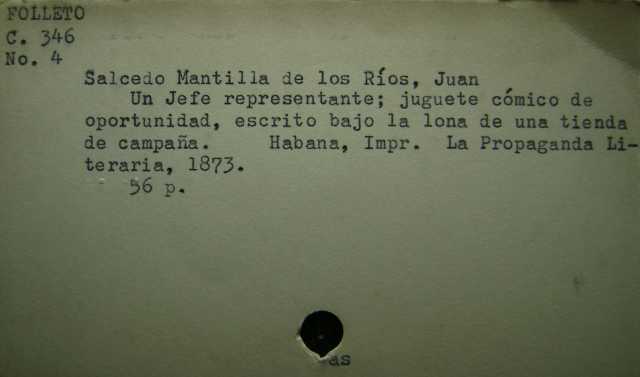 FOLLETO
C. 346
No. 4
Salcedo Mantilla de los Ríos, Juan
Un Jefe representante; juguete cómico de
oportunidad, escrito bajo la lona de una tienda
de campaña. Habana, Impr. La Propaganda Li-
teraria, 1873.
56 p.